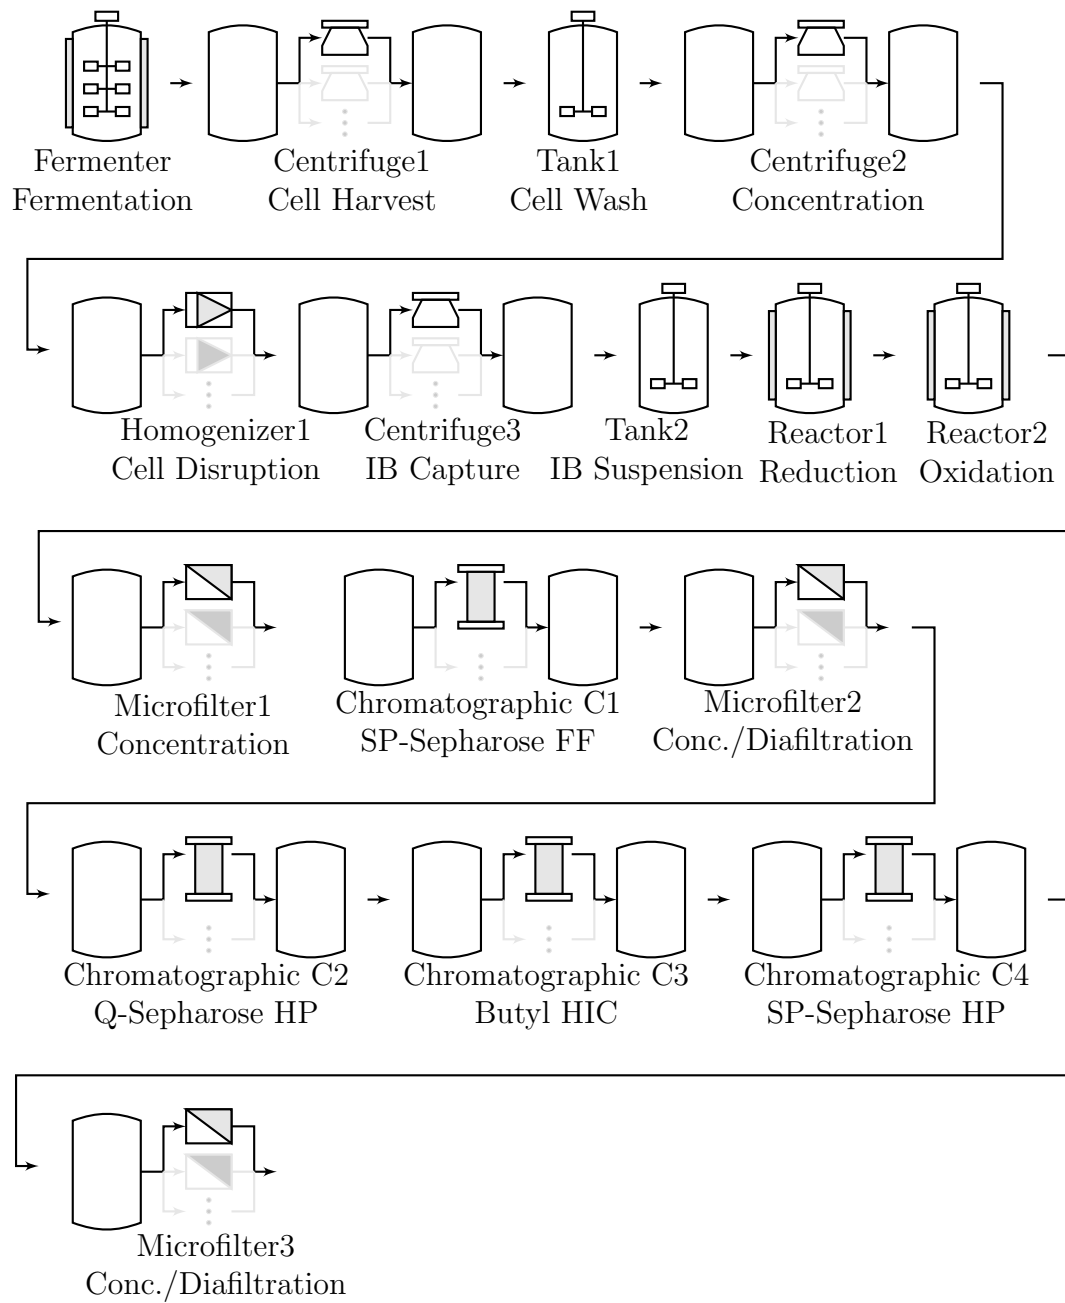 Fermenter
Fermentation
Centrifuge1
Cell Harvest
Tank1
Cell Wash
Centrifuge2
Concentration
Homogenizer1
Cell Disruption
Centrifuge3
IB Capture
Tank2
IB Suspension
Reactor1
Reduction
Reactor2
Oxidation
Microfilter1
Concentration
Chromatographic C1
SP-Sepharose FF
Microfilter2
Conc./Diafiltration
Chromatographic C2
Q-Sepharose HP
Chromatographic C3
Butyl HIC
Chromatographic C4
SP-Sepharose HP
Microfilter3
Conc./Diafiltration